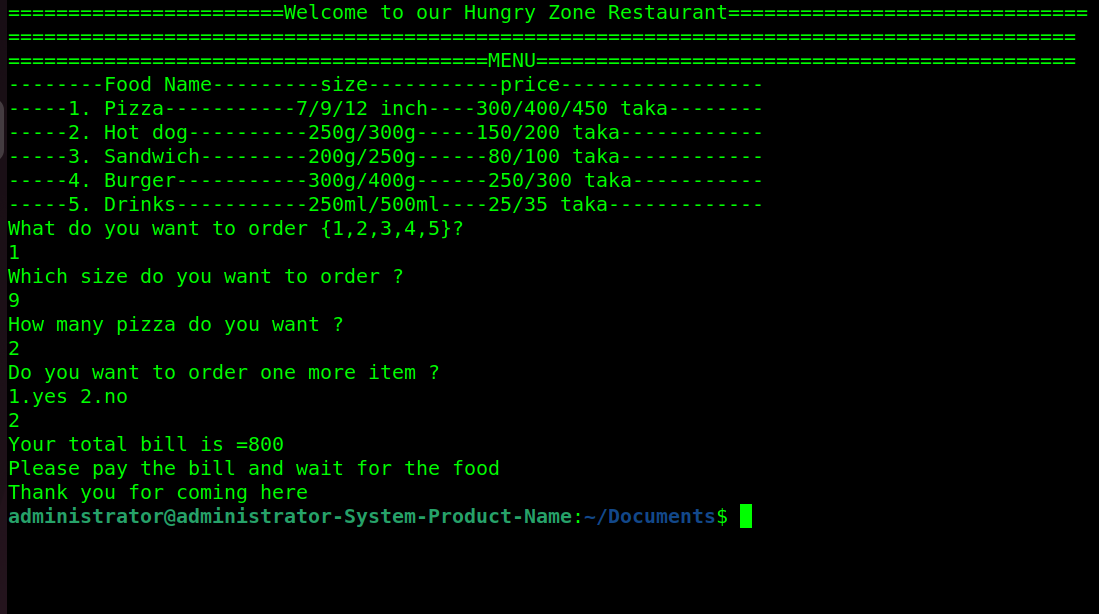 =======================Welcome to our Hungry Zone Restaurant==============================
=========================================================================================
========================================MENU=============================================
--------Food Name---------size-----------price-----------------
-----1. Pizza-----------7/9/12 inch----300/400/450 taka--------
-----2. Hot dog----------250g/300g-----150/200 taka------------
-----3. Sandwich---------200g/250g------80/100 taka------------
-----4. Burger-----------300g/400g------250/300 taka-----------
-----5. Drinks-----------250ml/500ml----25/35 taka-------------
What do you want to order {1,2,3,4,5}?
1
Which size do you want to order ?
9
How many pizza do you want ?
2
Do you want to order one more item ?
1.yes 2.no
2
Your total bill is =800
Please pay the bill and wait for the food
Thank you for coming here
administrator@administrator-System-Product-Name:~/Documents$